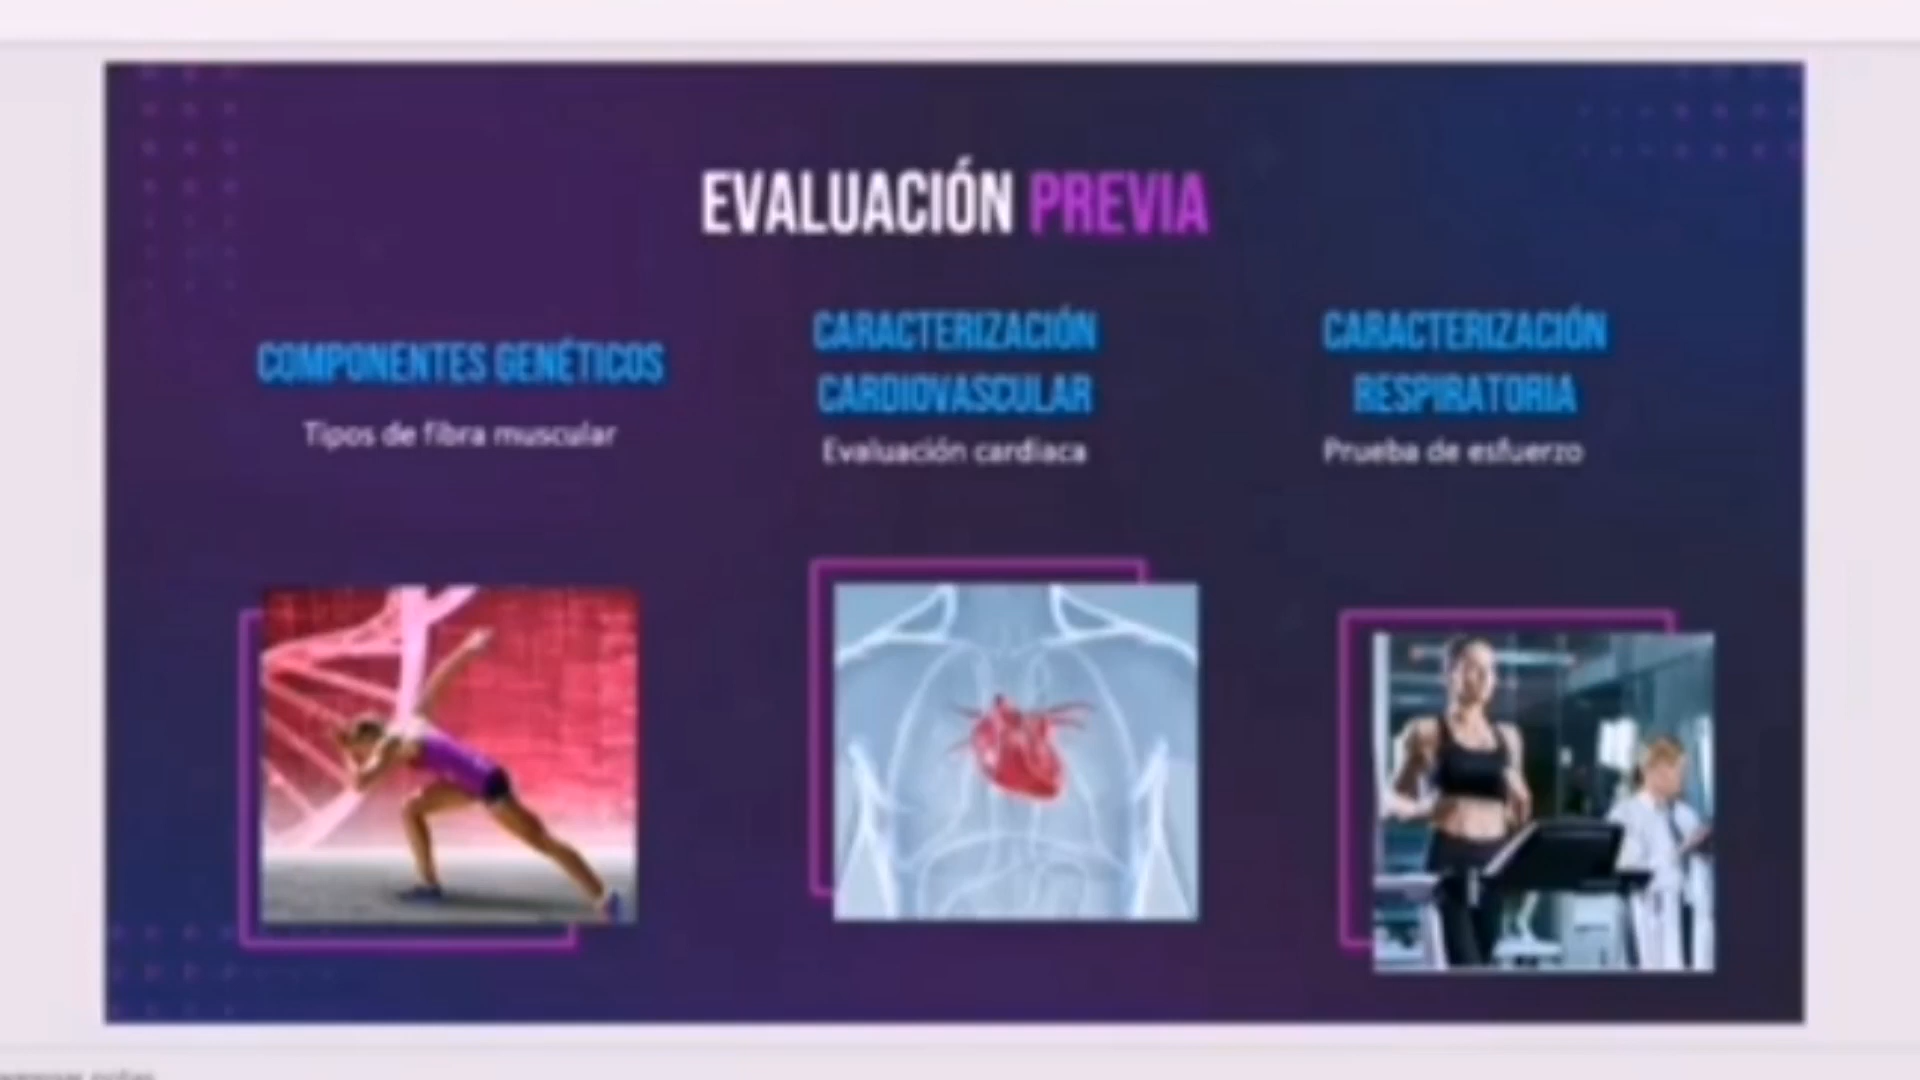 EVALUACIÓN PREVIA
COMPONENTES GENÉTICOS
Tipos de fibra muscular
CARACTERIZACIÓN
CARDIOVASCULAR
Evaluación cardiaca
CARACTERIZACIÓN
RESPIRATORIA
Prueba de esfuerzo